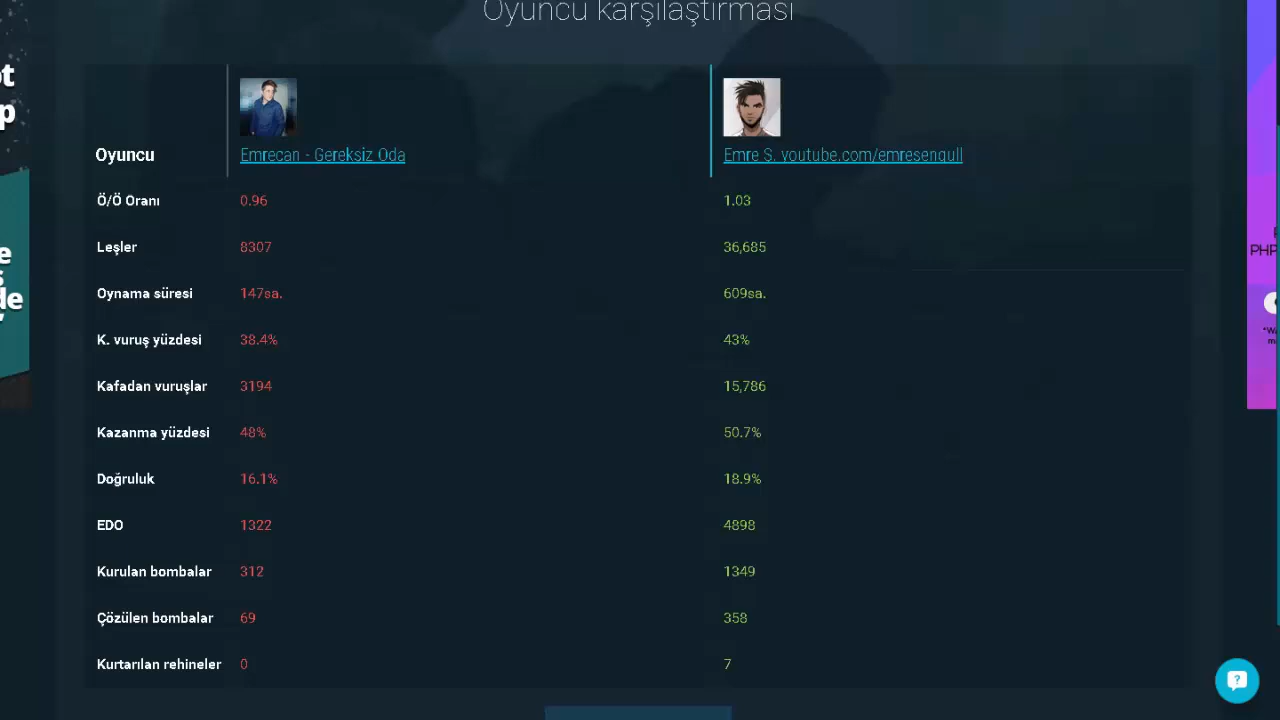 Oyuncu karşılaştırması
Oyuncu
Emrecan - Gereksiz Oda
Emre Ş. youtube.com/emresengull
Ö/Ö Oranı 0.96 1.03
Leşler 8307 36,685
Oynama süresi 147sa. 609sa.
K. vuruş yüzdesi 38.4% 43%
Kafadan vuruşlar 3194 15,786
Kazanma yüzdesi 48% 50.7%
Doğruluk 16.1% 18.9%
EDO 1322 4898
Kurulan bombalar 312 1349
Çözülen bombalar 69 358
Kurtarılan rehineler 0 7